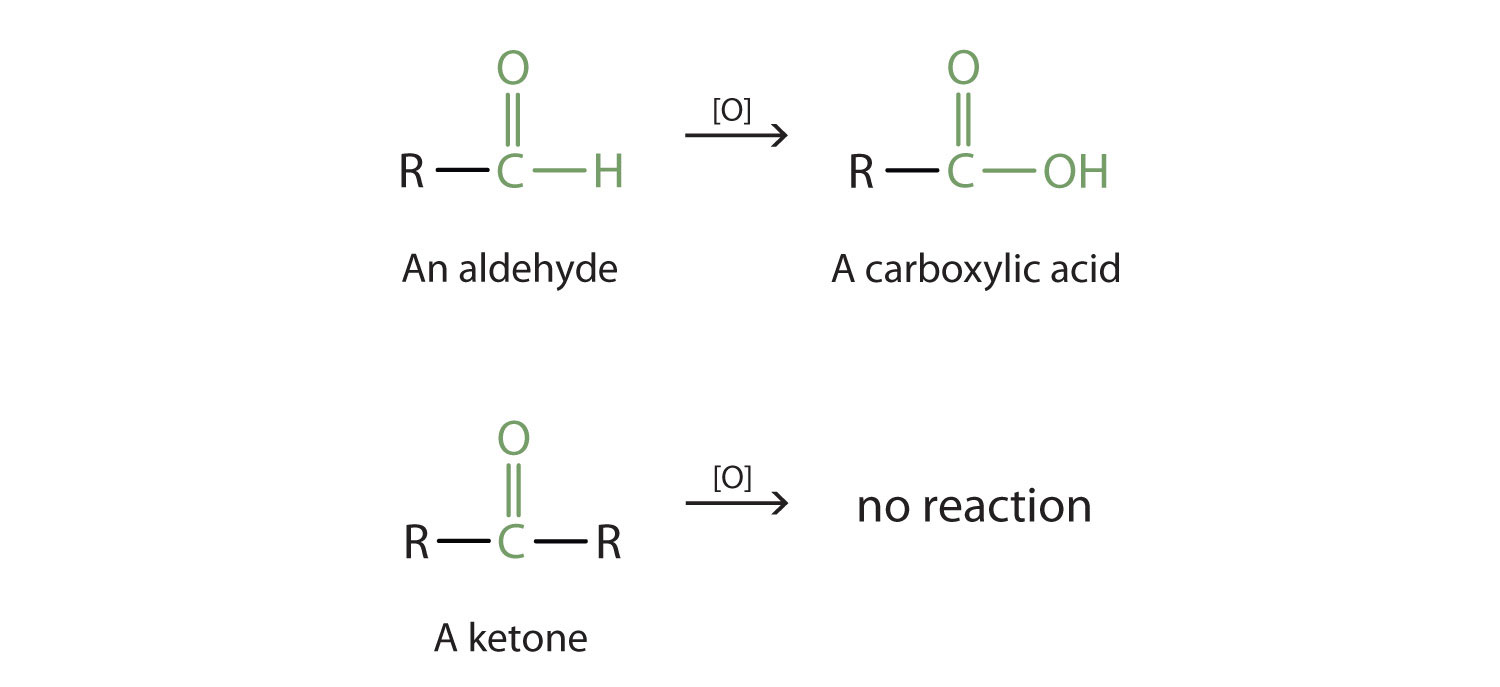 O
[O]
O
R — C — H
R — C — OH
An aldehyde
A carboxylic acid
O
[O]
R — C — R
no reaction
A ketone